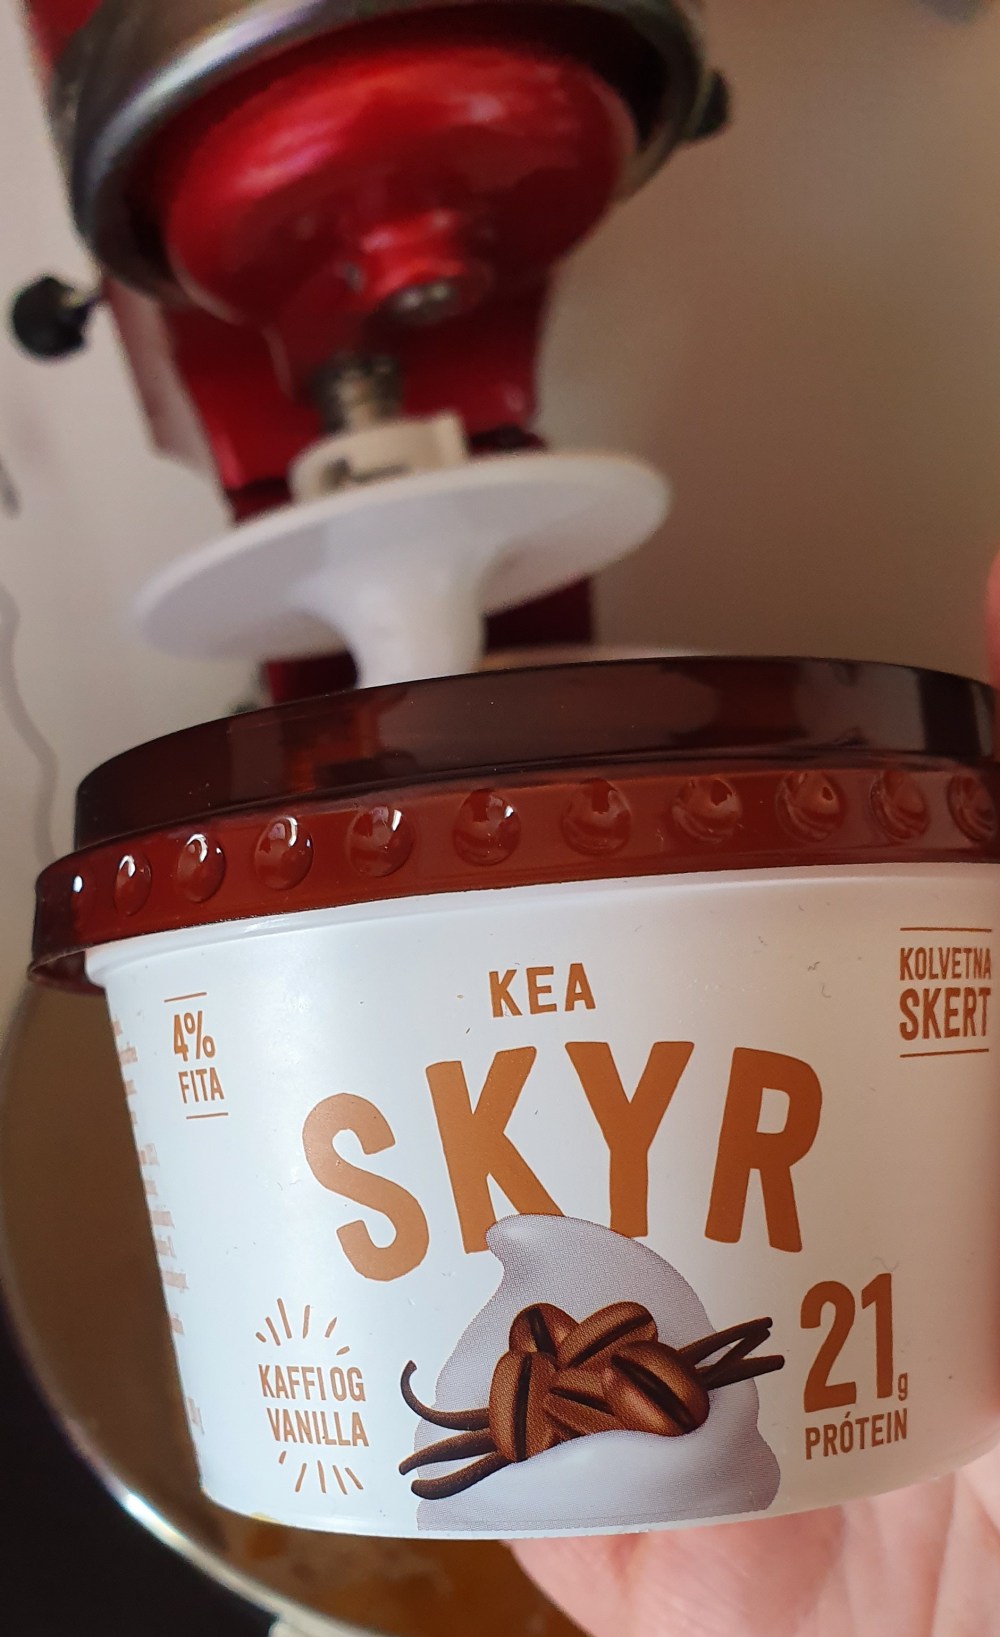 KEA
SKYR
4%
FITA
KOLVETNA
SKERT
KAFFI OG
VANILLA
21g
PRÓTEIN